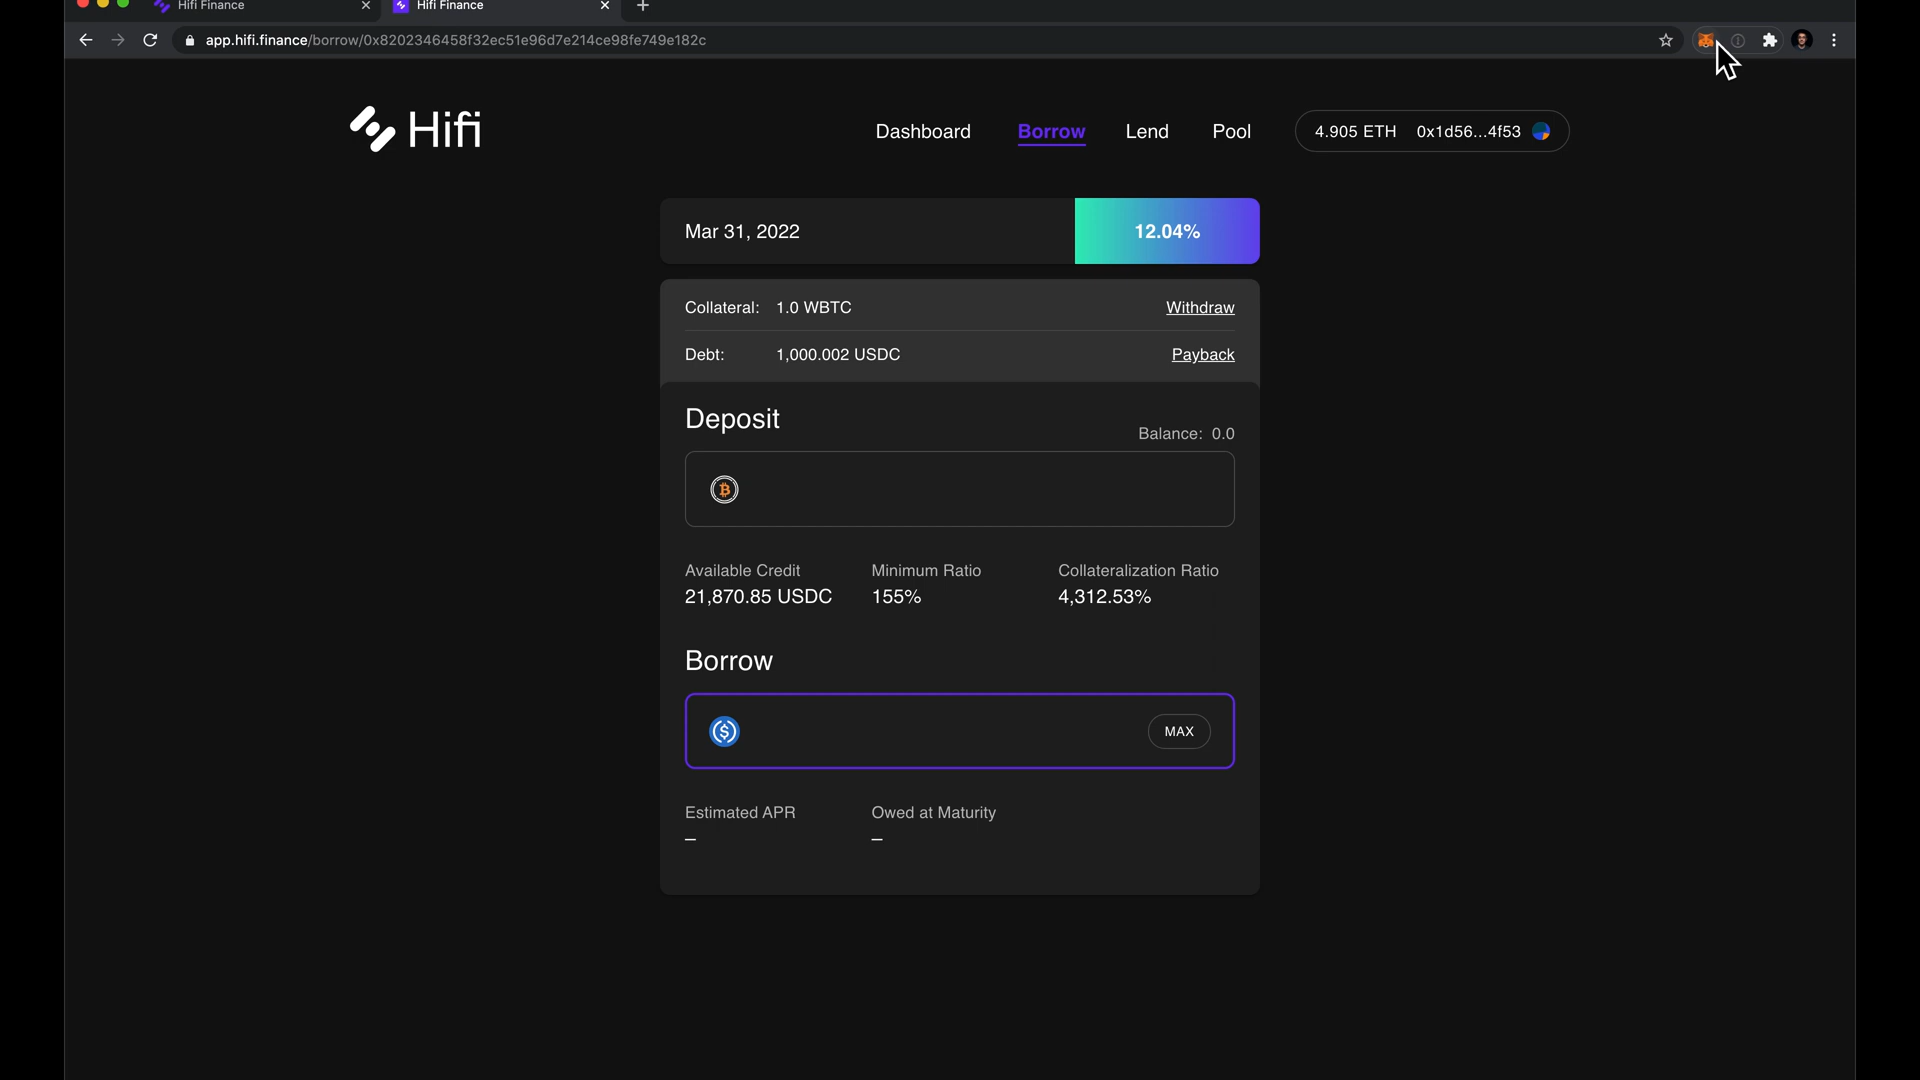 Hifi Finance
Hifi Finance
app.hifi.finance/borrow/0x8202346458f32ec51e96d7e214ce98fe749e182c
Hifi
Dashboard
Borrow
Lend
Pool
4.905 ETH 0x1d56...4f53
Mar 31, 2022
12.04%
Collateral: 1.0 WBTC
Withdraw
Debt: 1,000.002 USDC
Payback
Deposit
Balance: 0.0
Available Credit
21,870.85 USDC
Minimum Ratio
155%
Collateralization Ratio
4,312.53%
Borrow
MAX
Estimated APR
–
Owed at Maturity
–